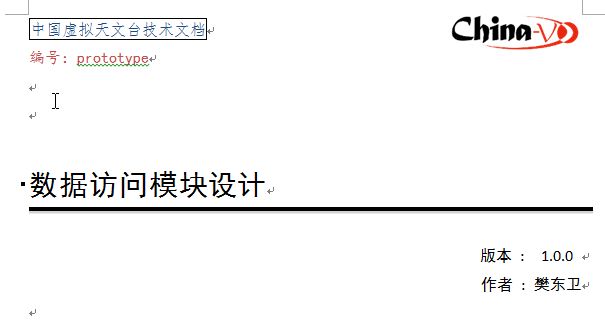 中国虚拟天文台技术文档
China-VO
编号：prototype
数据访问模块设计
版本 ： 1.0.0
作者 ：樊东卫